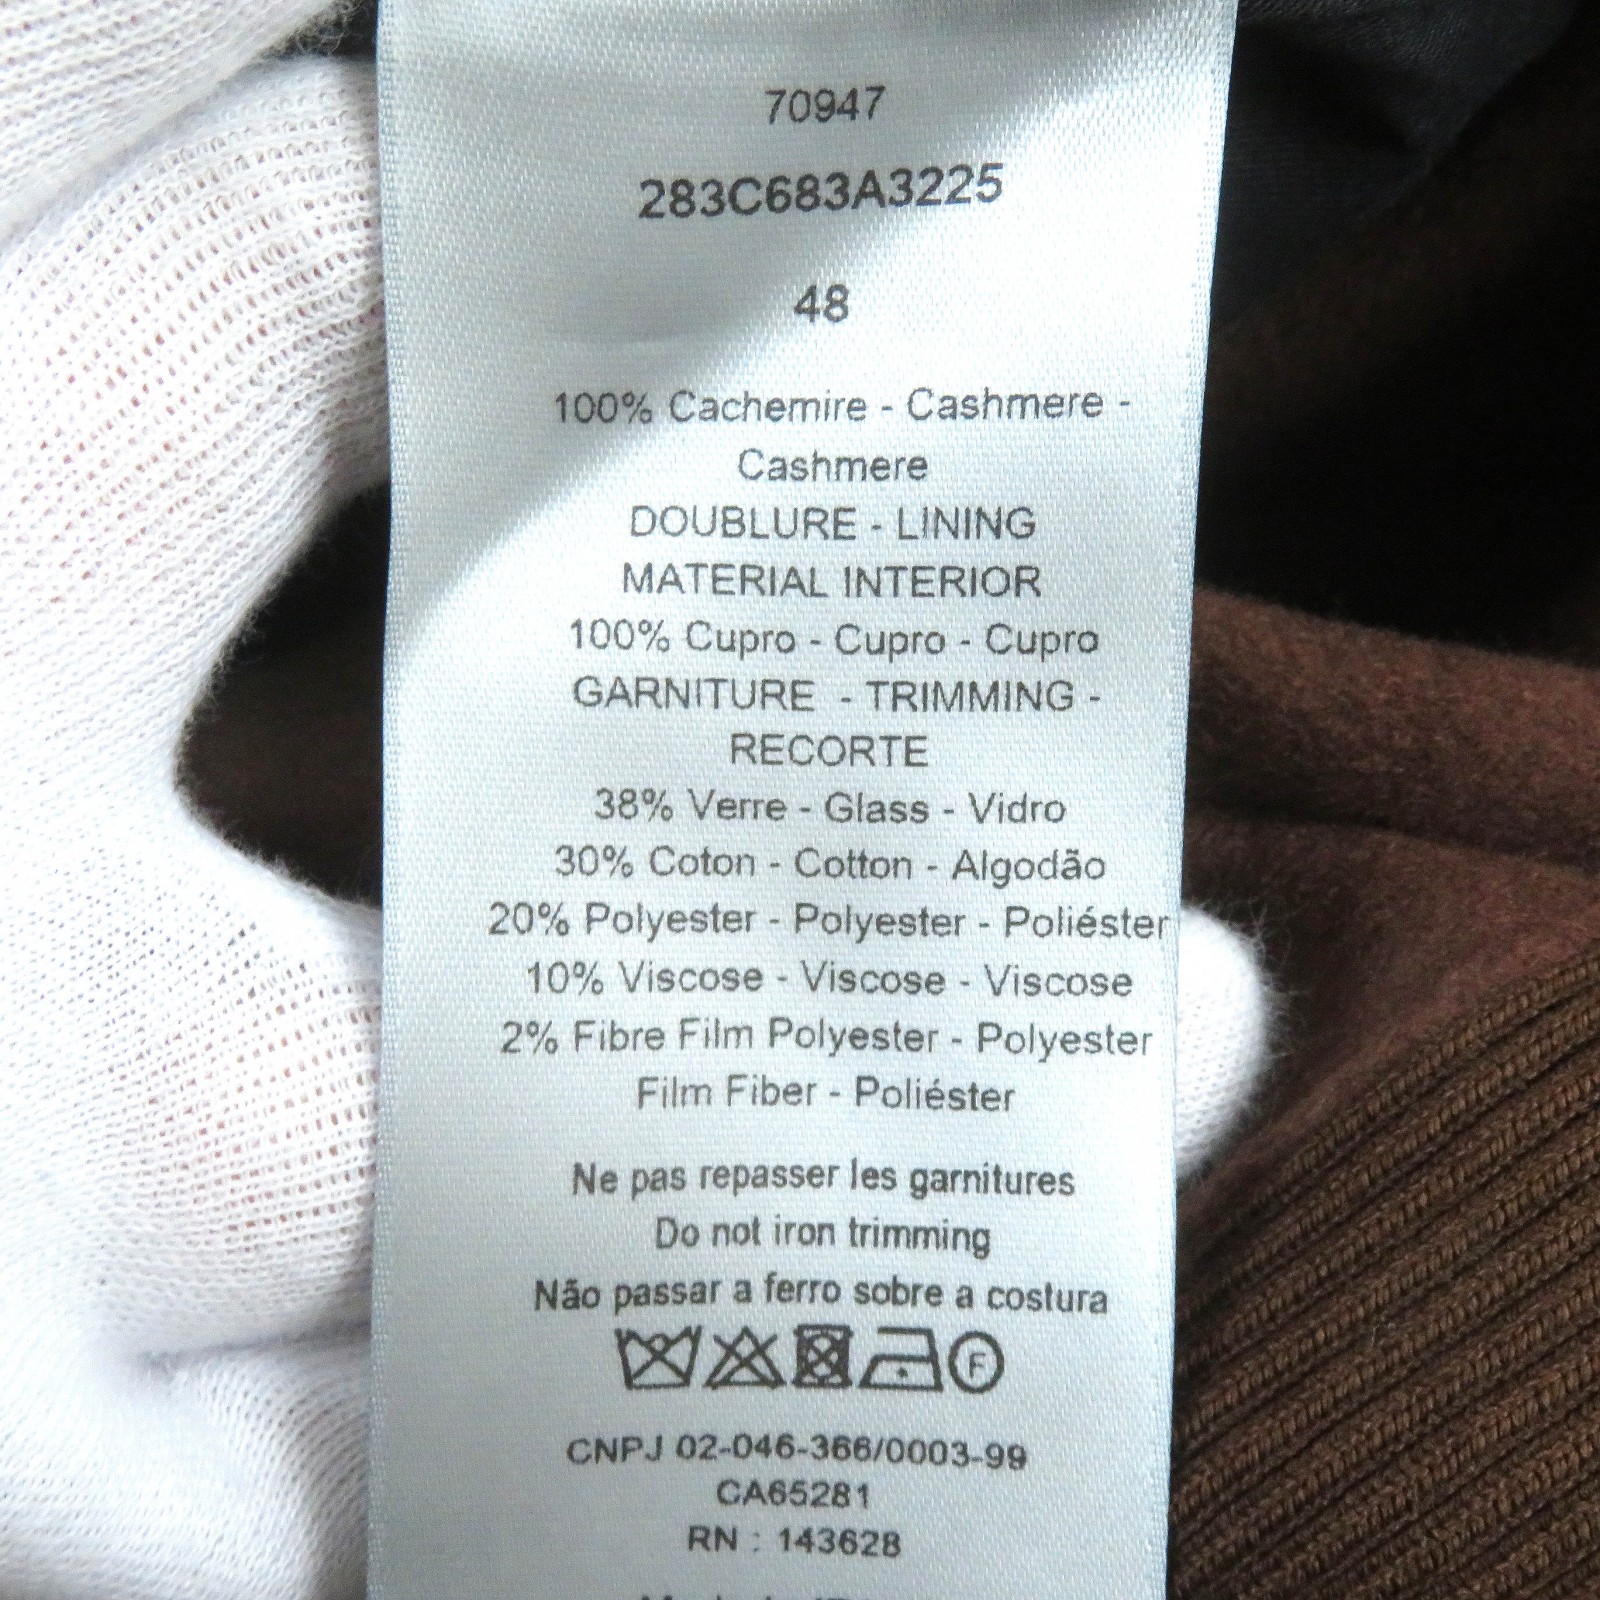 70947
283C683A3225
48
100% Cachemire - Cashmere -
Cashmere
DOUBLURE - LINING
MATERIAL INTERIOR
100% Cupro - Cupro - Cupro
GARNITURE - TRIMMING -
RECORTE
38% Verre - Glass - Vidro
30% Coton - Cotton - Algodão
20% Polyester - Polyester - Poliéster
10% Viscose - Viscose - Viscose
2% Fibre Film Polyester - Polyester
Film Fiber - Poliéster
Ne pas repasser les garnitures
Do not iron trimming
Não passar a ferro sobre a costura
F
CNPJ 02-046-366/0003-99
CA65281
RN : 143628